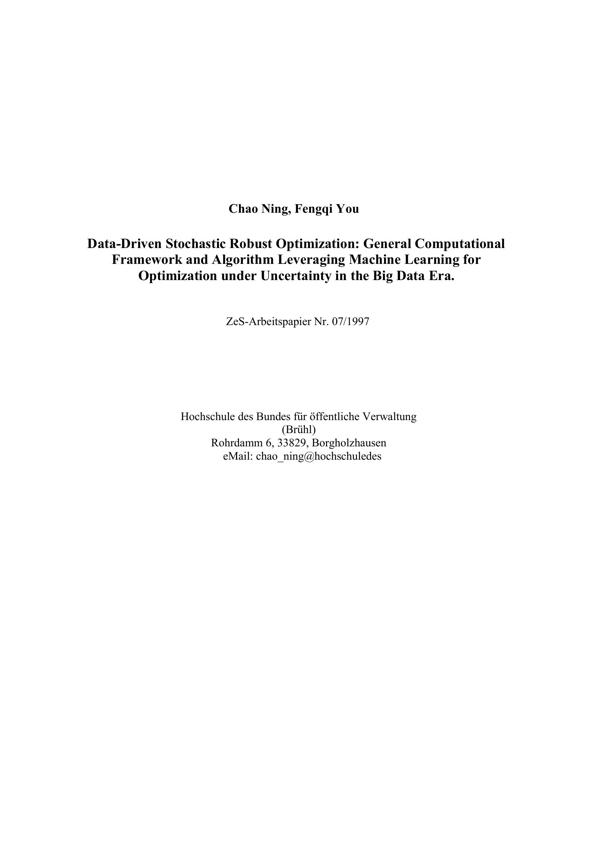 Chao Ning, Fengqi You
Data-Driven Stochastic Robust Optimization: General Computational
Framework and Algorithm Leveraging Machine Learning for
Optimization under Uncertainty in the Big Data Era.
ZeS-Arbeitspapier Nr. 07/1997
Hochschule des Bundes für öffentliche Verwaltung
(Brühl)
Rohrdamm 6, 33829, Borgholzhausen
eMail: chao_ning@hochschuledes